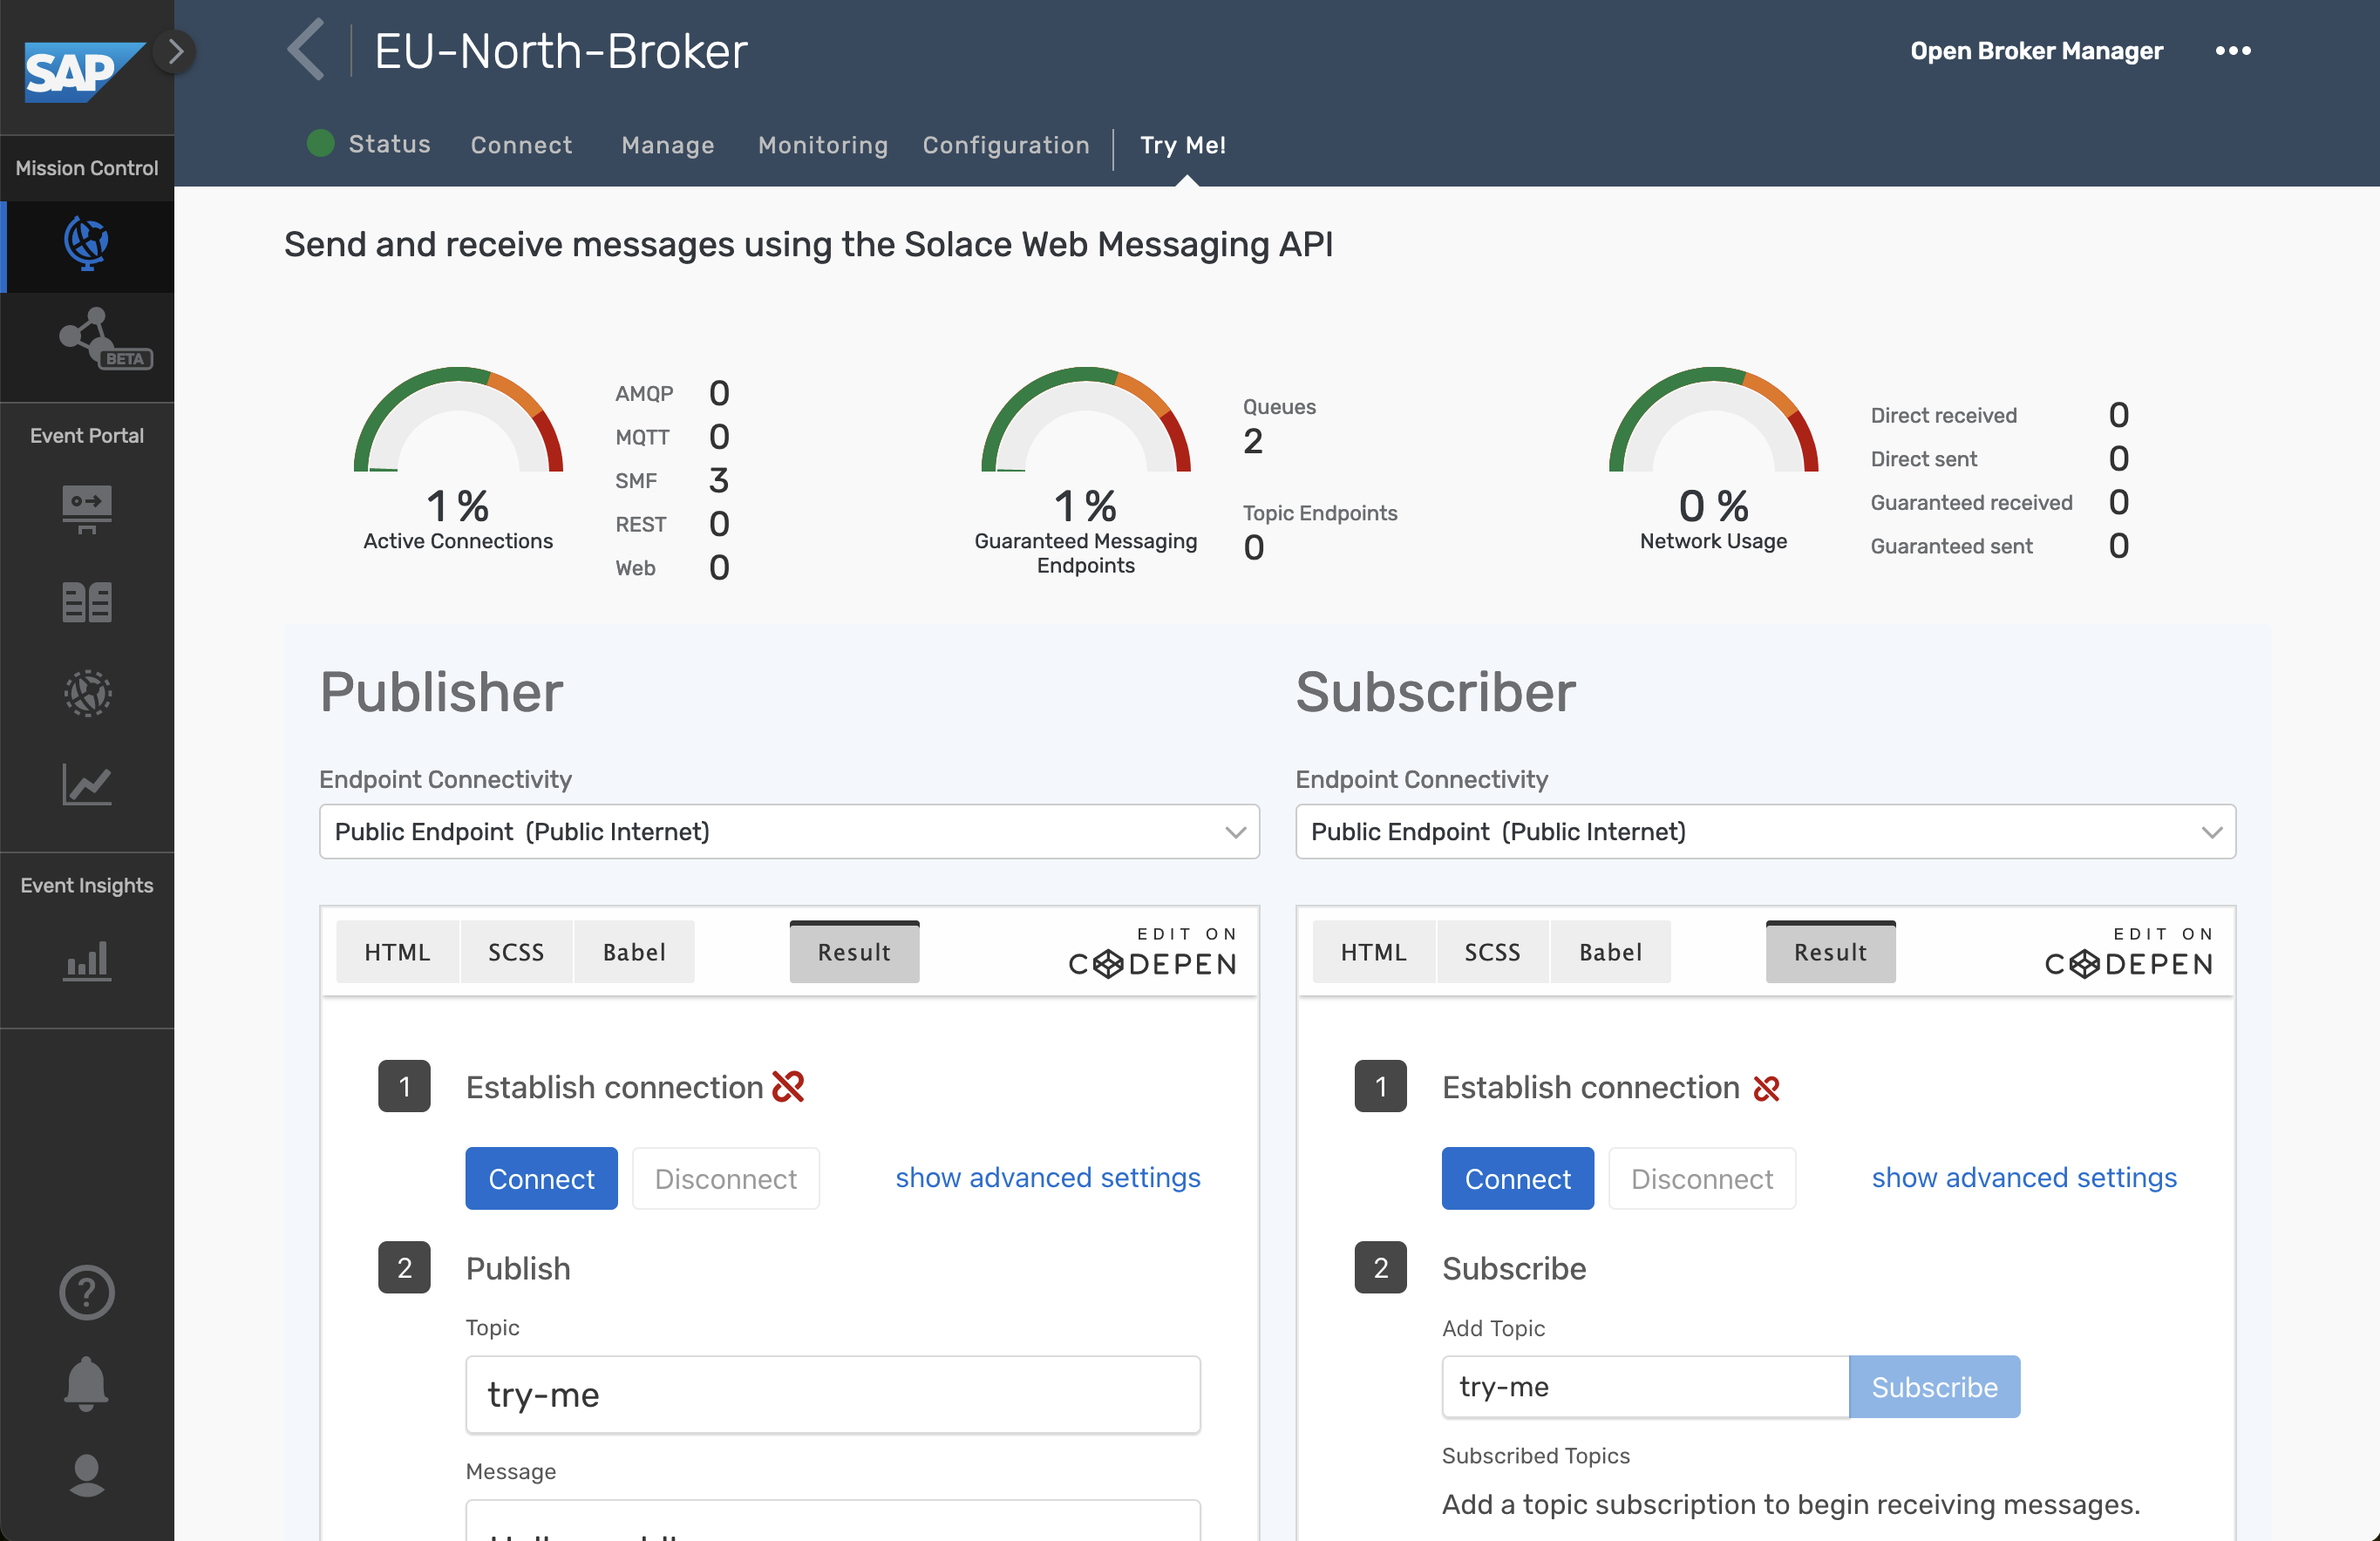 SAP
EU-North-Broker
Open Broker Manager
Status
Connect
Manage
Monitoring
Configuration
Try Me!
Mission Control
BETA
Event Portal
Event Insights
Send and receive messages using the Solace Web Messaging API
1 %
Active Connections
AMQP 0
MQTT 0
SMF 3
REST 0
Web 0
1 %
Guaranteed Messaging
Endpoints
Queues
2
Topic Endpoints
0
0 %
Network Usage
Direct received 0
Direct sent 0
Guaranteed received 0
Guaranteed sent 0
Publisher
Endpoint Connectivity
Public Endpoint (Public Internet)
HTML
SCSS
Babel
Result
EDIT ON
CODEPEN
1 Establish connection
Connect
Disconnect
show advanced settings
2 Publish
Topic
try-me
Message
Subscriber
Endpoint Connectivity
Public Endpoint (Public Internet)
HTML
SCSS
Babel
Result
EDIT ON
CODEPEN
1 Establish connection
Connect
Disconnect
show advanced settings
2 Subscribe
Add Topic
try-me
Subscribe
Subscribed Topics
Add a topic subscription to begin receiving messages.